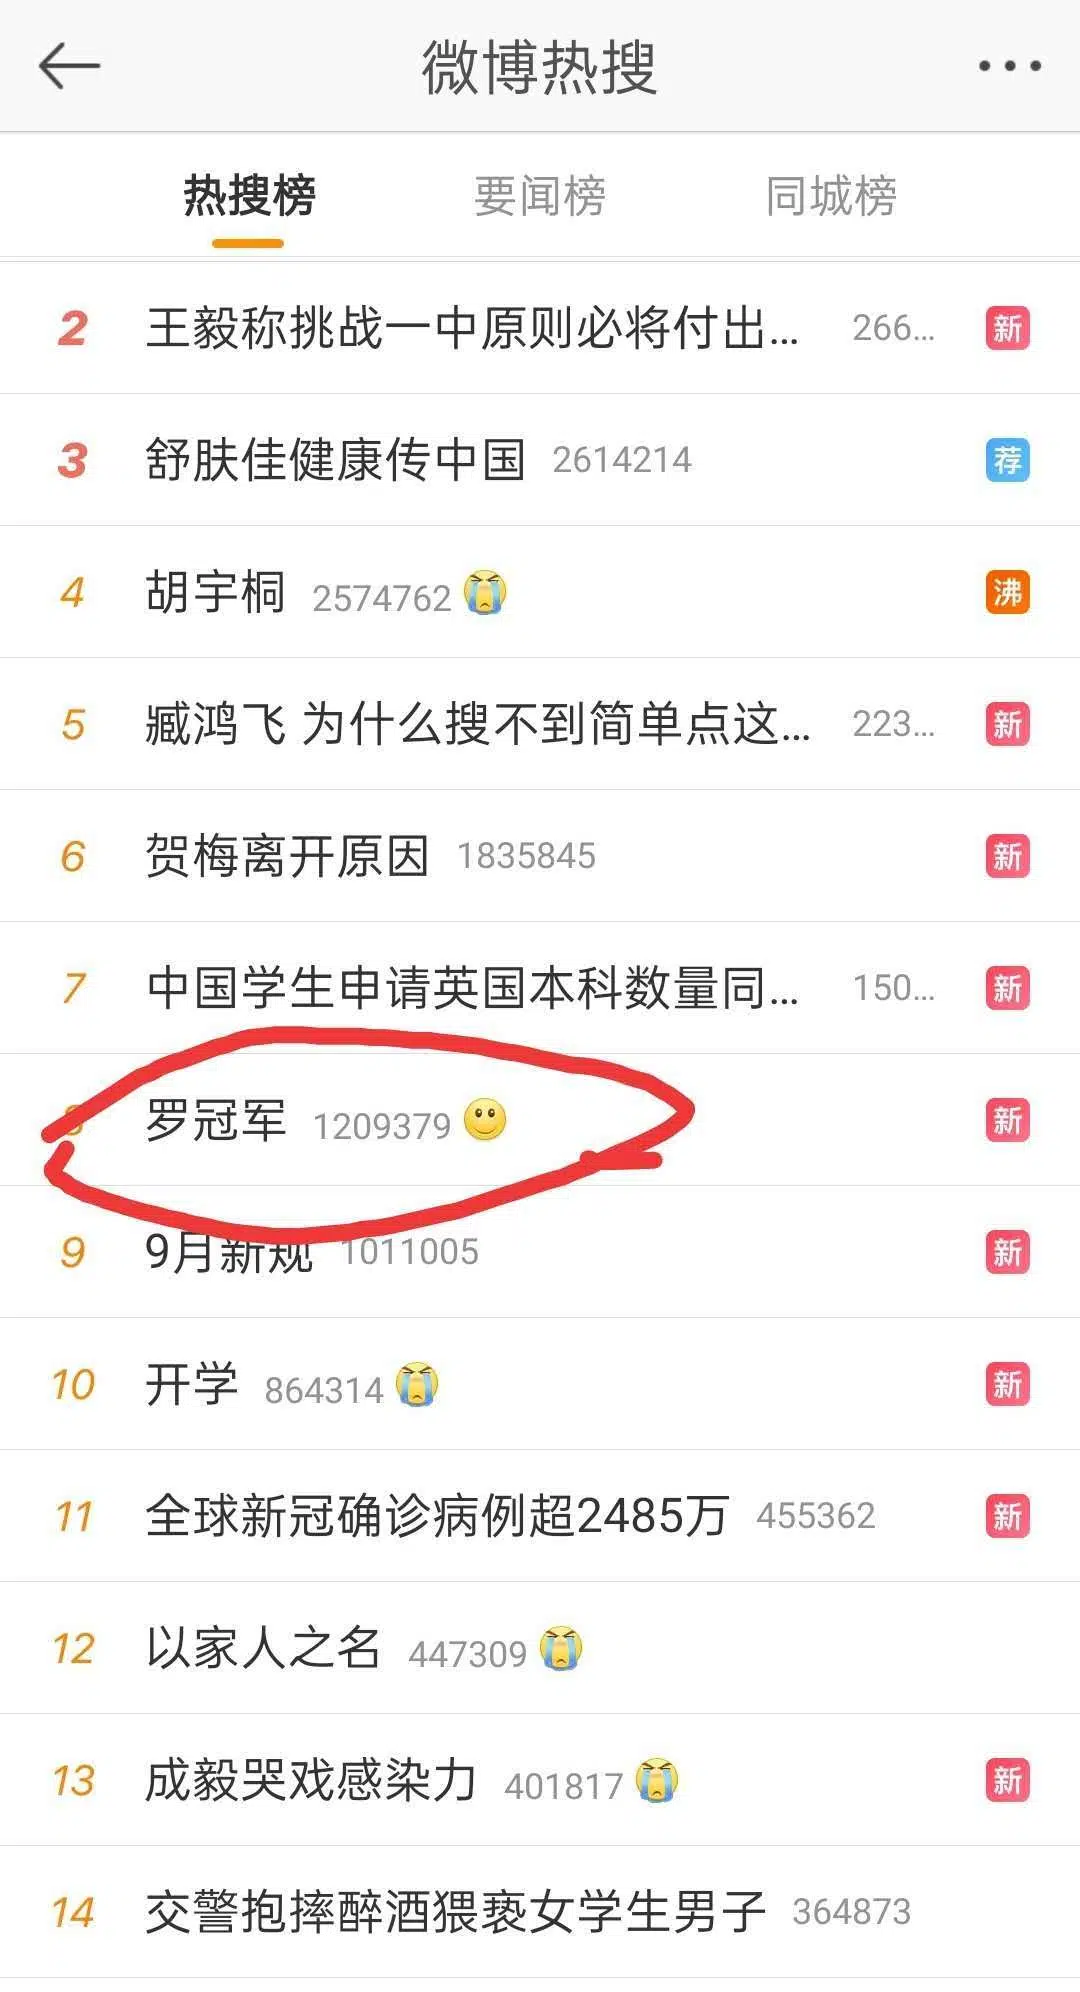 微博热搜
热搜榜 要闻榜 同城榜
2 王毅称挑战一中原则必将付出... 266... 新
3 舒肤佳健康传中国 2614214 荐
4 胡宇桐 2574762 沸
5 臧鸿飞 为什么搜不到简单点这... 223... 新
6 贺梅离开原因 1835845 新
7 中国学生申请英国本科数量同... 150... 新
8 罗冠军 1209379 新
9 9月新规 1011005 新
10 开学 864314 新
11 全球新冠确诊病例超2485万 455362 新
12 以家人之名 447309
13 成毅哭戏感染力 401817 新
14 交警抱摔醉酒猥亵女学生男子 364873